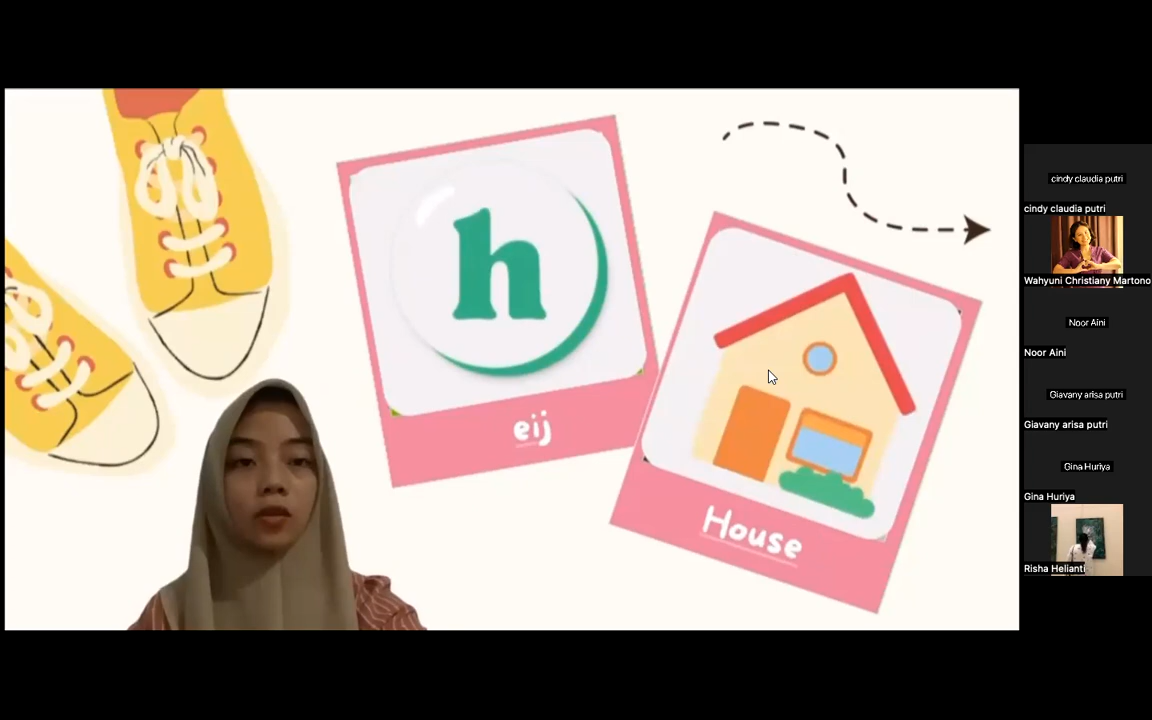 h
eij
House
cindy claudia putri
cindy claudia putri
Wahyuni Christiany Martono
Noor Aini
Noor Aini
Giavany arisa putri
Giavany arisa putri
Gina Huriya
Gina Huriya
Risha Helianti